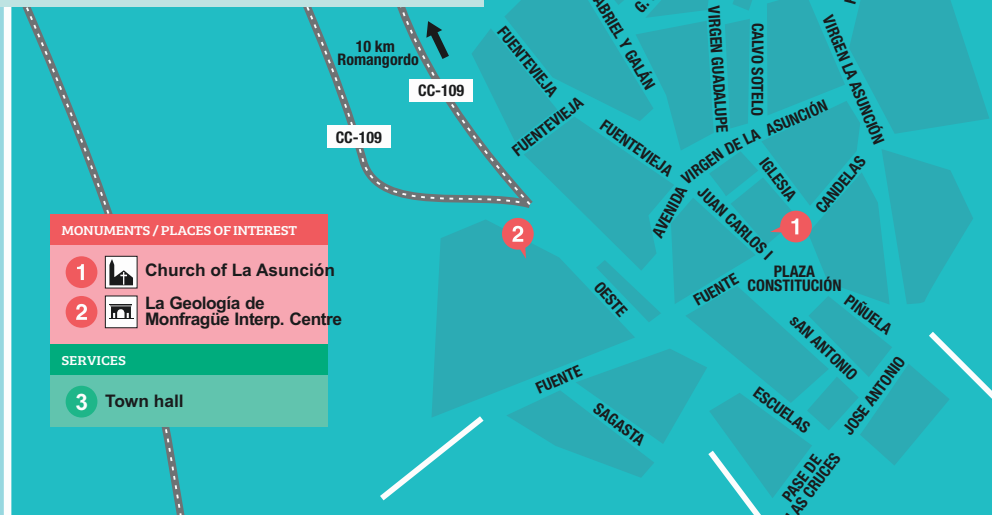 10 km
Romangordo
CC-109
CC-109
FUENTEVIEJA
FUENTEVIEJA
FUENTEVIEJA
ABRIEL Y GALÁN
G.
VIRGEN GUADALUPE
CALVO SOTELO
VIRGEN LA ASUNCIÓN
AVENIDA VIRGEN DE LA ASUNCIÓN
IGLESIA
CANDELAS
JUAN CARLOS I
1
2
PLAZA
CONSTITUCIÓN
FUENTE
OESTE
PIÑUELA
sAN ANTONIO
JOSE ANTONIO
ESCUELAS
FUENTE
SAGASTA
PASE DE
LAS CRUCES
MONUMENTS / PLACES OF INTEREST
1 Church of La Asunción
2 La Geología de
Monfragüe Interp. Centre
SERVICES
3 Town hall